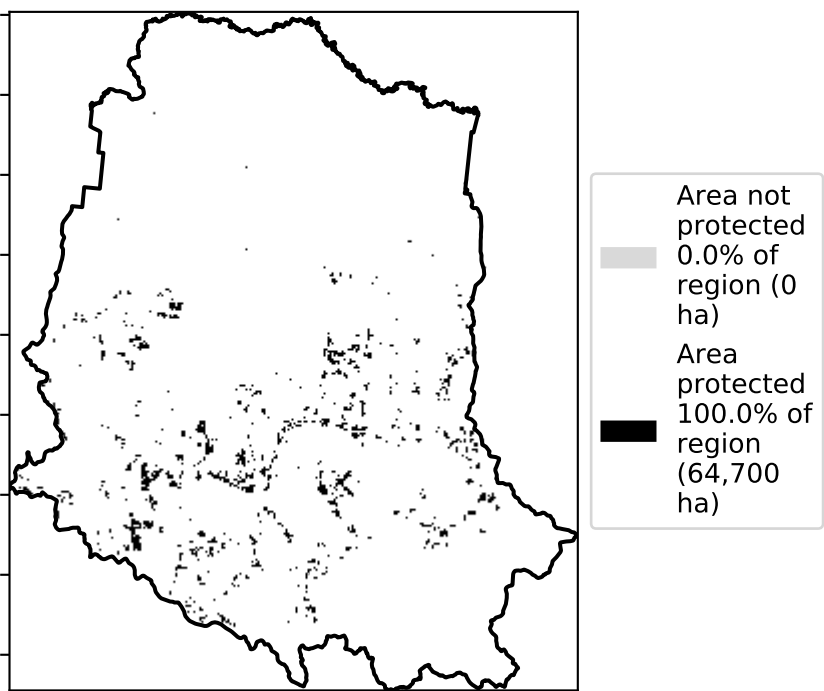 Area not
protected
0.0% of
region (0
ha)
Area
protected
100.0% of
region
(64,700
ha)